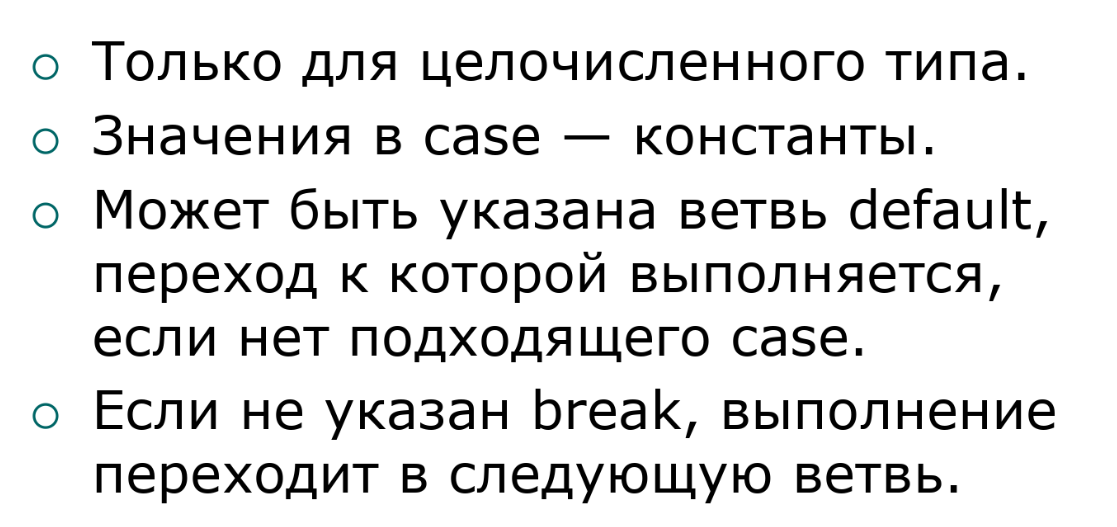 Только для целочисленного типа.
Значения в case — константы.
Может быть указана ветвь default,
переход к которой выполняется,
если нет подходящего case.
Если не указан break, выполнение
переходит в следующую ветвь.